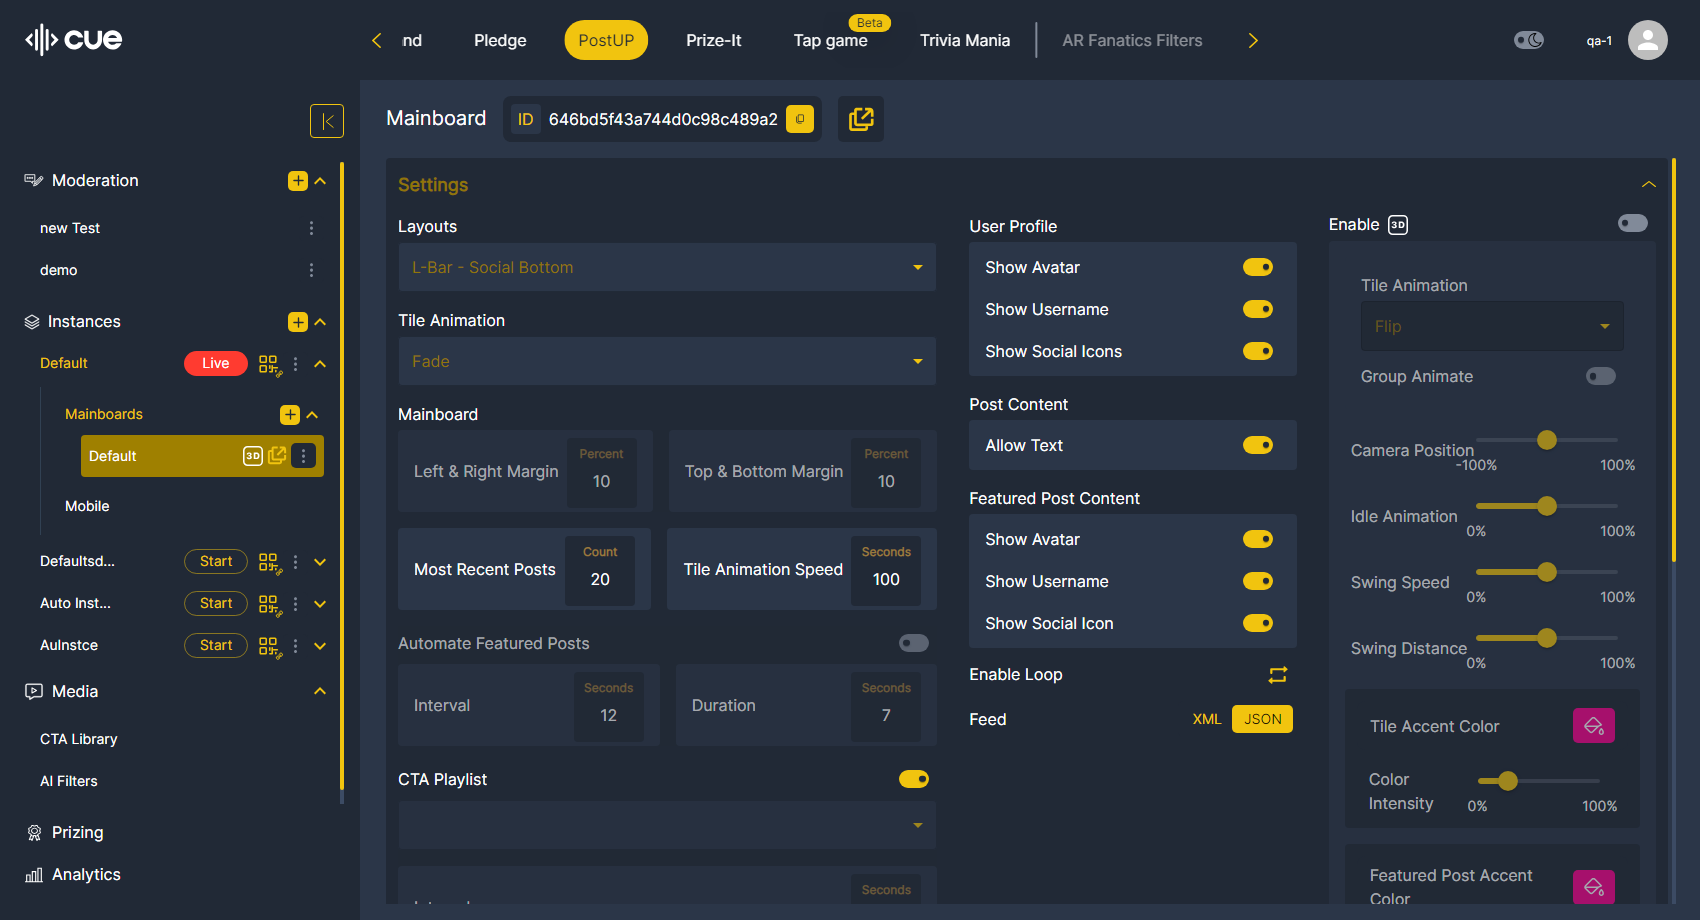 cue
nd
Pledge
PostUP
Prize-It
Beta
Tap game
Trivia Mania
AR Fanatics Filters
qa-1
Moderation
new Test
demo
Instances
Default
Live
Mainboards
Default
3D
Mobile
Defaultsd...
Start
Auto Inst...
Start
AuInstce
Start
Media
CTA Library
AI Filters
Prizing
Analytics
Mainboard
ID 646bd5f43a744d0c98c489a2
Settings
Layouts
L-Bar - Social Bottom
Tile Animation
Fade
Mainboard
Left & Right Margin
Percent
10
Top & Bottom Margin
Percent
10
Most Recent Posts
Count
20
Tile Animation Speed
Seconds
100
Automate Featured Posts
Interval
Seconds
12
Duration
Seconds
7
CTA Playlist
Seconds
User Profile
Show Avatar
Show Username
Show Social Icons
Post Content
Allow Text
Featured Post Content
Show Avatar
Show Username
Show Social Icon
Enable Loop
Feed
XML
JSON
Enable 3D
Tile Animation
Flip
Group Animate
Camera Position
-100%
100%
Idle Animation
0%
100%
Swing Speed
0%
100%
Swing Distance
0%
100%
Tile Accent Color
Color
Intensity
0%
100%
Featured Post Accent
Color